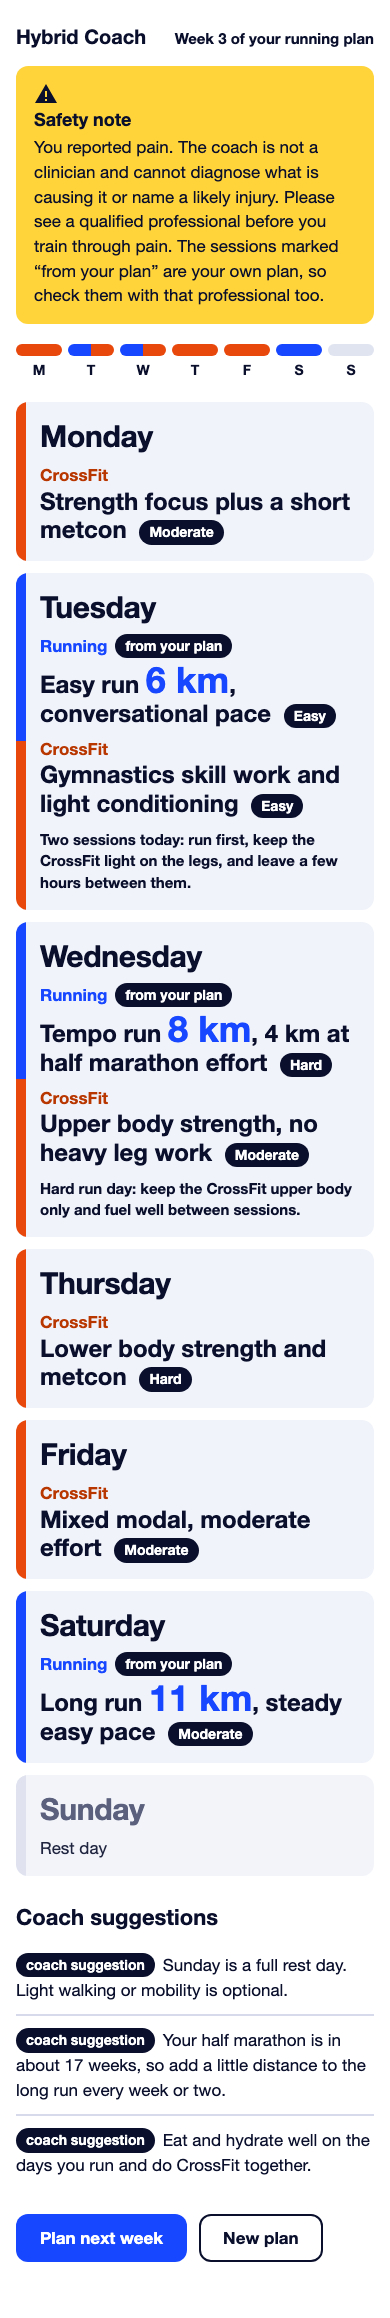 Hybrid Coach
Week 3 of your running plan
Safety note
You reported pain. The coach is not a
clinician and cannot diagnose what is
causing it or name a likely injury. Please
see a qualified professional before you
train through pain. The sessions marked
“from your plan” are your own plan, so
check them with that professional too.
M T W T F S S
Monday
CrossFit
Strength focus plus a short
metcon Moderate
Tuesday
Running from your plan
Easy run 6 km,
conversational pace Easy
CrossFit
Gymnastics skill work and
light conditioning Easy
Two sessions today: run first, keep the
CrossFit light on the legs, and leave a few
hours between them.
Wednesday
Running from your plan
Tempo run 8 km, 4 km at
half marathon effort Hard
CrossFit
Upper body strength, no
heavy leg work Moderate
Hard run day: keep the CrossFit upper body
only and fuel well between sessions.
Thursday
CrossFit
Lower body strength and
metcon Hard
Friday
CrossFit
Mixed modal, moderate
effort Moderate
Saturday
Running from your plan
Long run 11 km, steady
easy pace Moderate
Sunday
Rest day
Coach suggestions
coach suggestion Sunday is a full rest day.
Light walking or mobility is optional.
coach suggestion Your half marathon is in
about 17 weeks, so add a little distance to the
long run every week or two.
coach suggestion Eat and hydrate well on the
days you run and do CrossFit together.
Plan next week
New plan